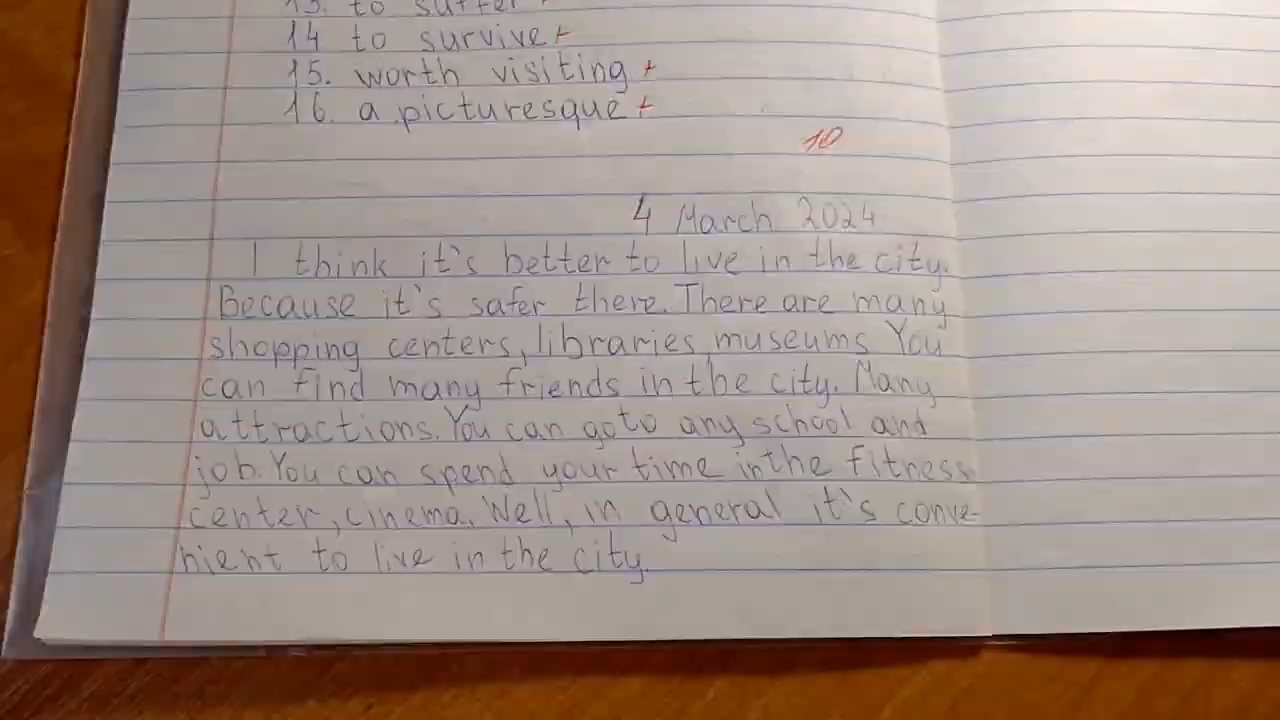 13. to suffer +
14 to survive +
15. worth visiting +
16. a picturesque +
10
4 March 2024
I think it's better to live in the city.
Because it's safer there. There are many
shopping centers, libraries, museums. You
can find many friends in the city. Many
attractions. You can go to any school and
job. You can spend your time in the fitness
center, cinema. Well, in general it's conve-
nient to live in the city.